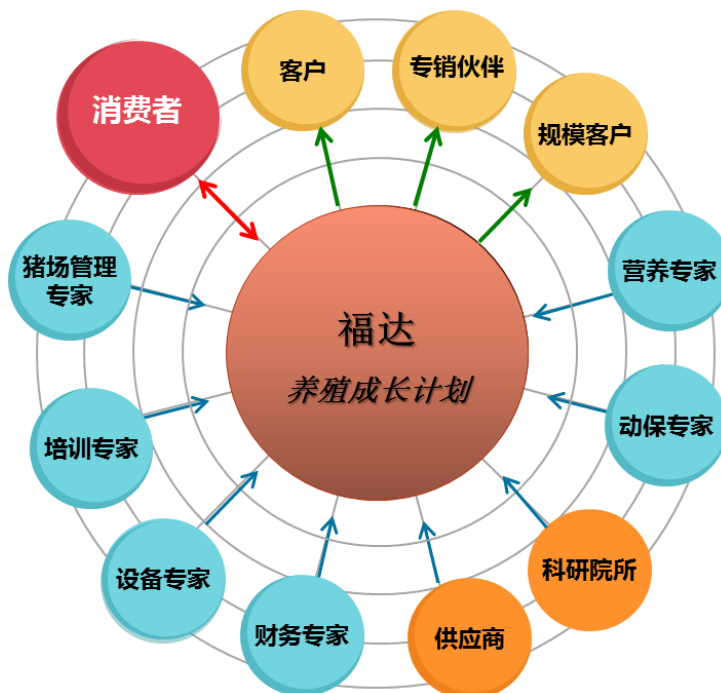 客户
专销伙伴
消费者
规模客户
猪场管理
专家
营养专家
福达
养殖成长计划
动保专家
培训专家
科研院所
设备专家
财务专家
供应商